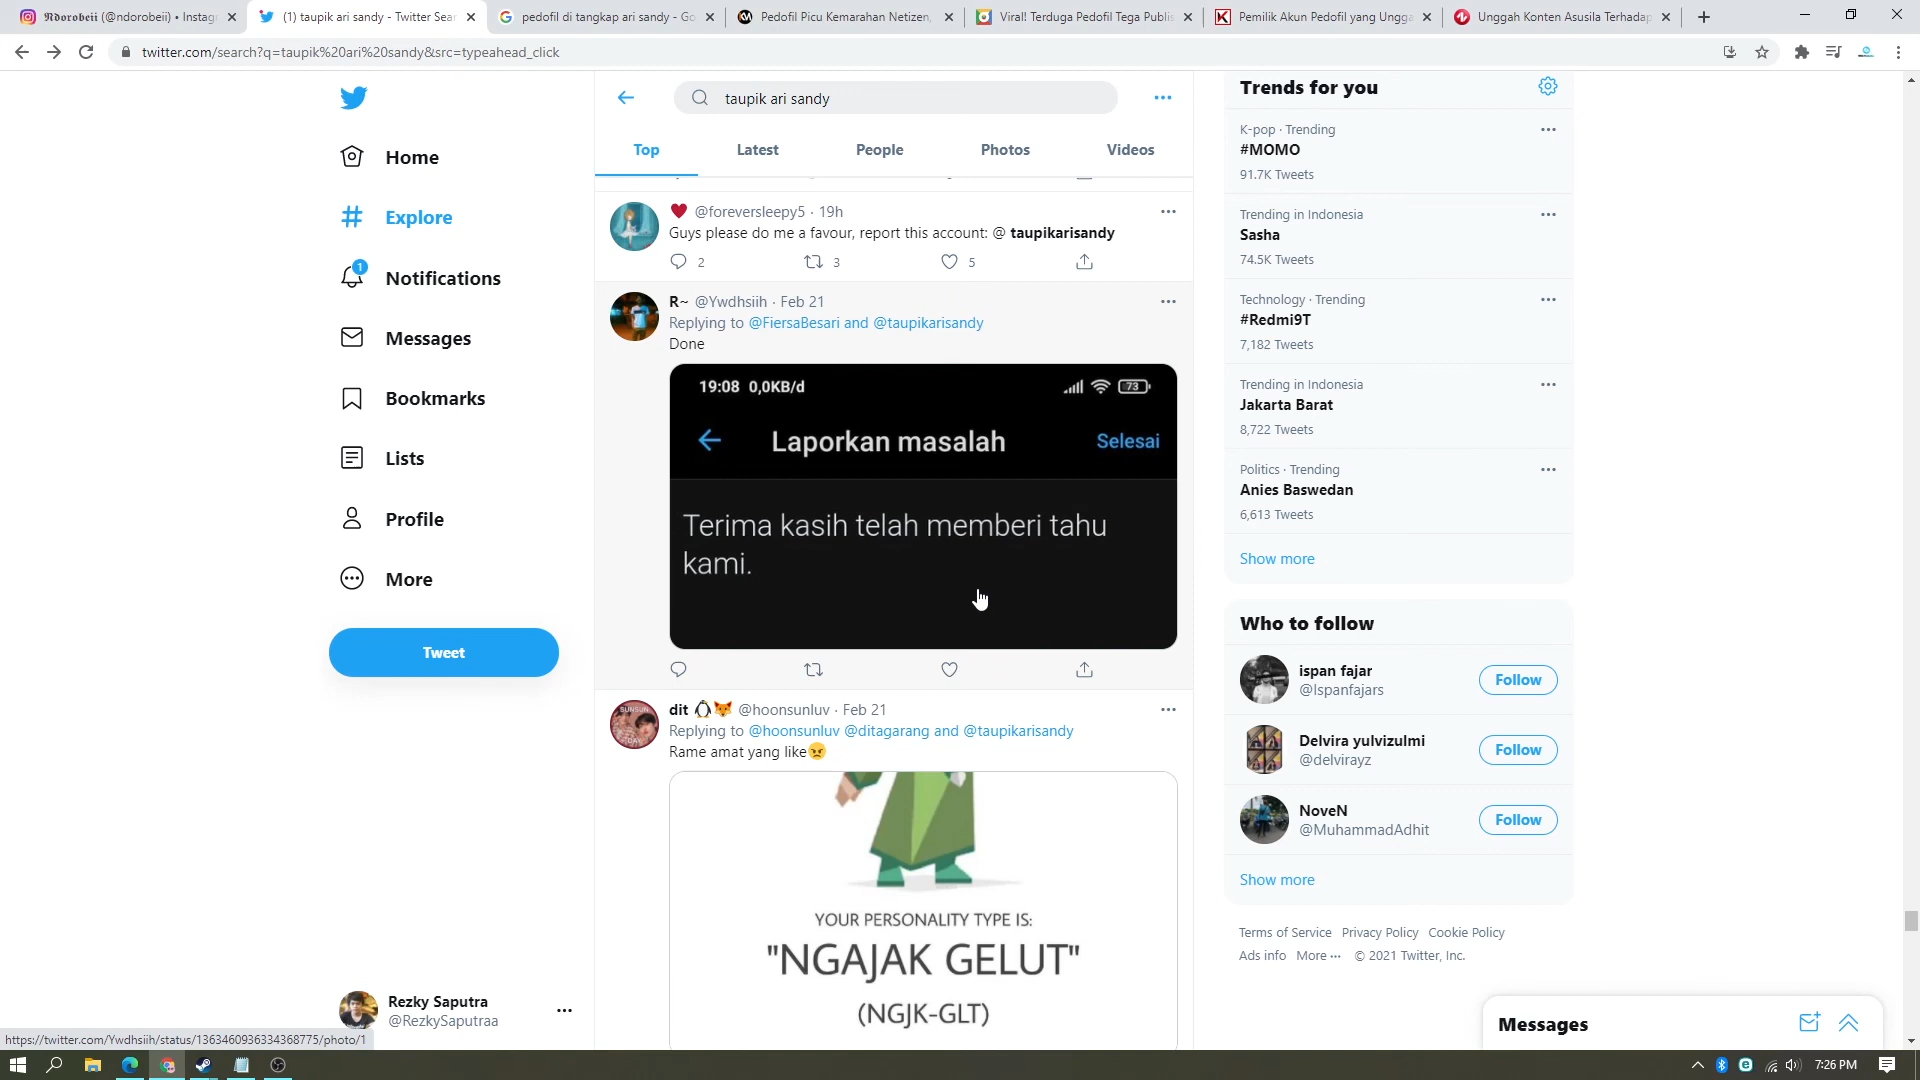 𝕹𝖉𝖔𝖗𝖔𝖇𝖊𝖎𝖎 (@ndorobeii) • Instagr
(1) taupik ari sandy - Twitter Sear
pedofil di tangkap ari sandy - Go
Pedofil Picu Kemarahan Netizen,
Viral! Terduga Pedofil Tega Publis
Pemilik Akun Pedofil yang Ungga
Unggah Konten Asusila Terhadap
twitter.com/search?q=taupik%20ari%20sandy&src=typeahead_click
Home
Explore
1
Notifications
Messages
Bookmarks
Lists
Profile
More
Tweet
Rezky Saputra
@RezkySaputraa
taupik ari sandy
Top
Latest
People
Photos
Videos
@foreversleepy5 · 19h
Guys please do me a favour, report this account: @ taupikarisandy
2
3
5
R~ @Ywdhsiih · Feb 21
Replying to @FiersaBesari and @taupikarisandy
Done
19:08 0,0KB/d
73
Laporkan masalah
Selesai
Terima kasih telah memberi tahu
kami.
dit 🐧🦊 @hoonsunluv · Feb 21
Replying to @hoonsunluv @ditagarang and @taupikarisandy
Rame amat yang like😠
YOUR PERSONALITY TYPE IS:
"NGAJAK GELUT"
(NGJK-GLT)
Trends for you
K-pop · Trending
#MOMO
91.7K Tweets
Trending in Indonesia
Sasha
74.5K Tweets
Technology · Trending
#Redmi9T
7,182 Tweets
Trending in Indonesia
Jakarta Barat
8,722 Tweets
Politics · Trending
Anies Baswedan
6,613 Tweets
Show more
Who to follow
ispan fajar
@Ispanfajars
Follow
Delvira yulvizulmi
@delvirayz
Follow
NoveN
@MuhammadAdhit
Follow
Show more
Terms of Service Privacy Policy Cookie Policy
Ads info More ··· © 2021 Twitter, Inc.
Messages
https://twitter.com/Ywdhsiih/status/1363460936334368775/photo/1
7:26 PM